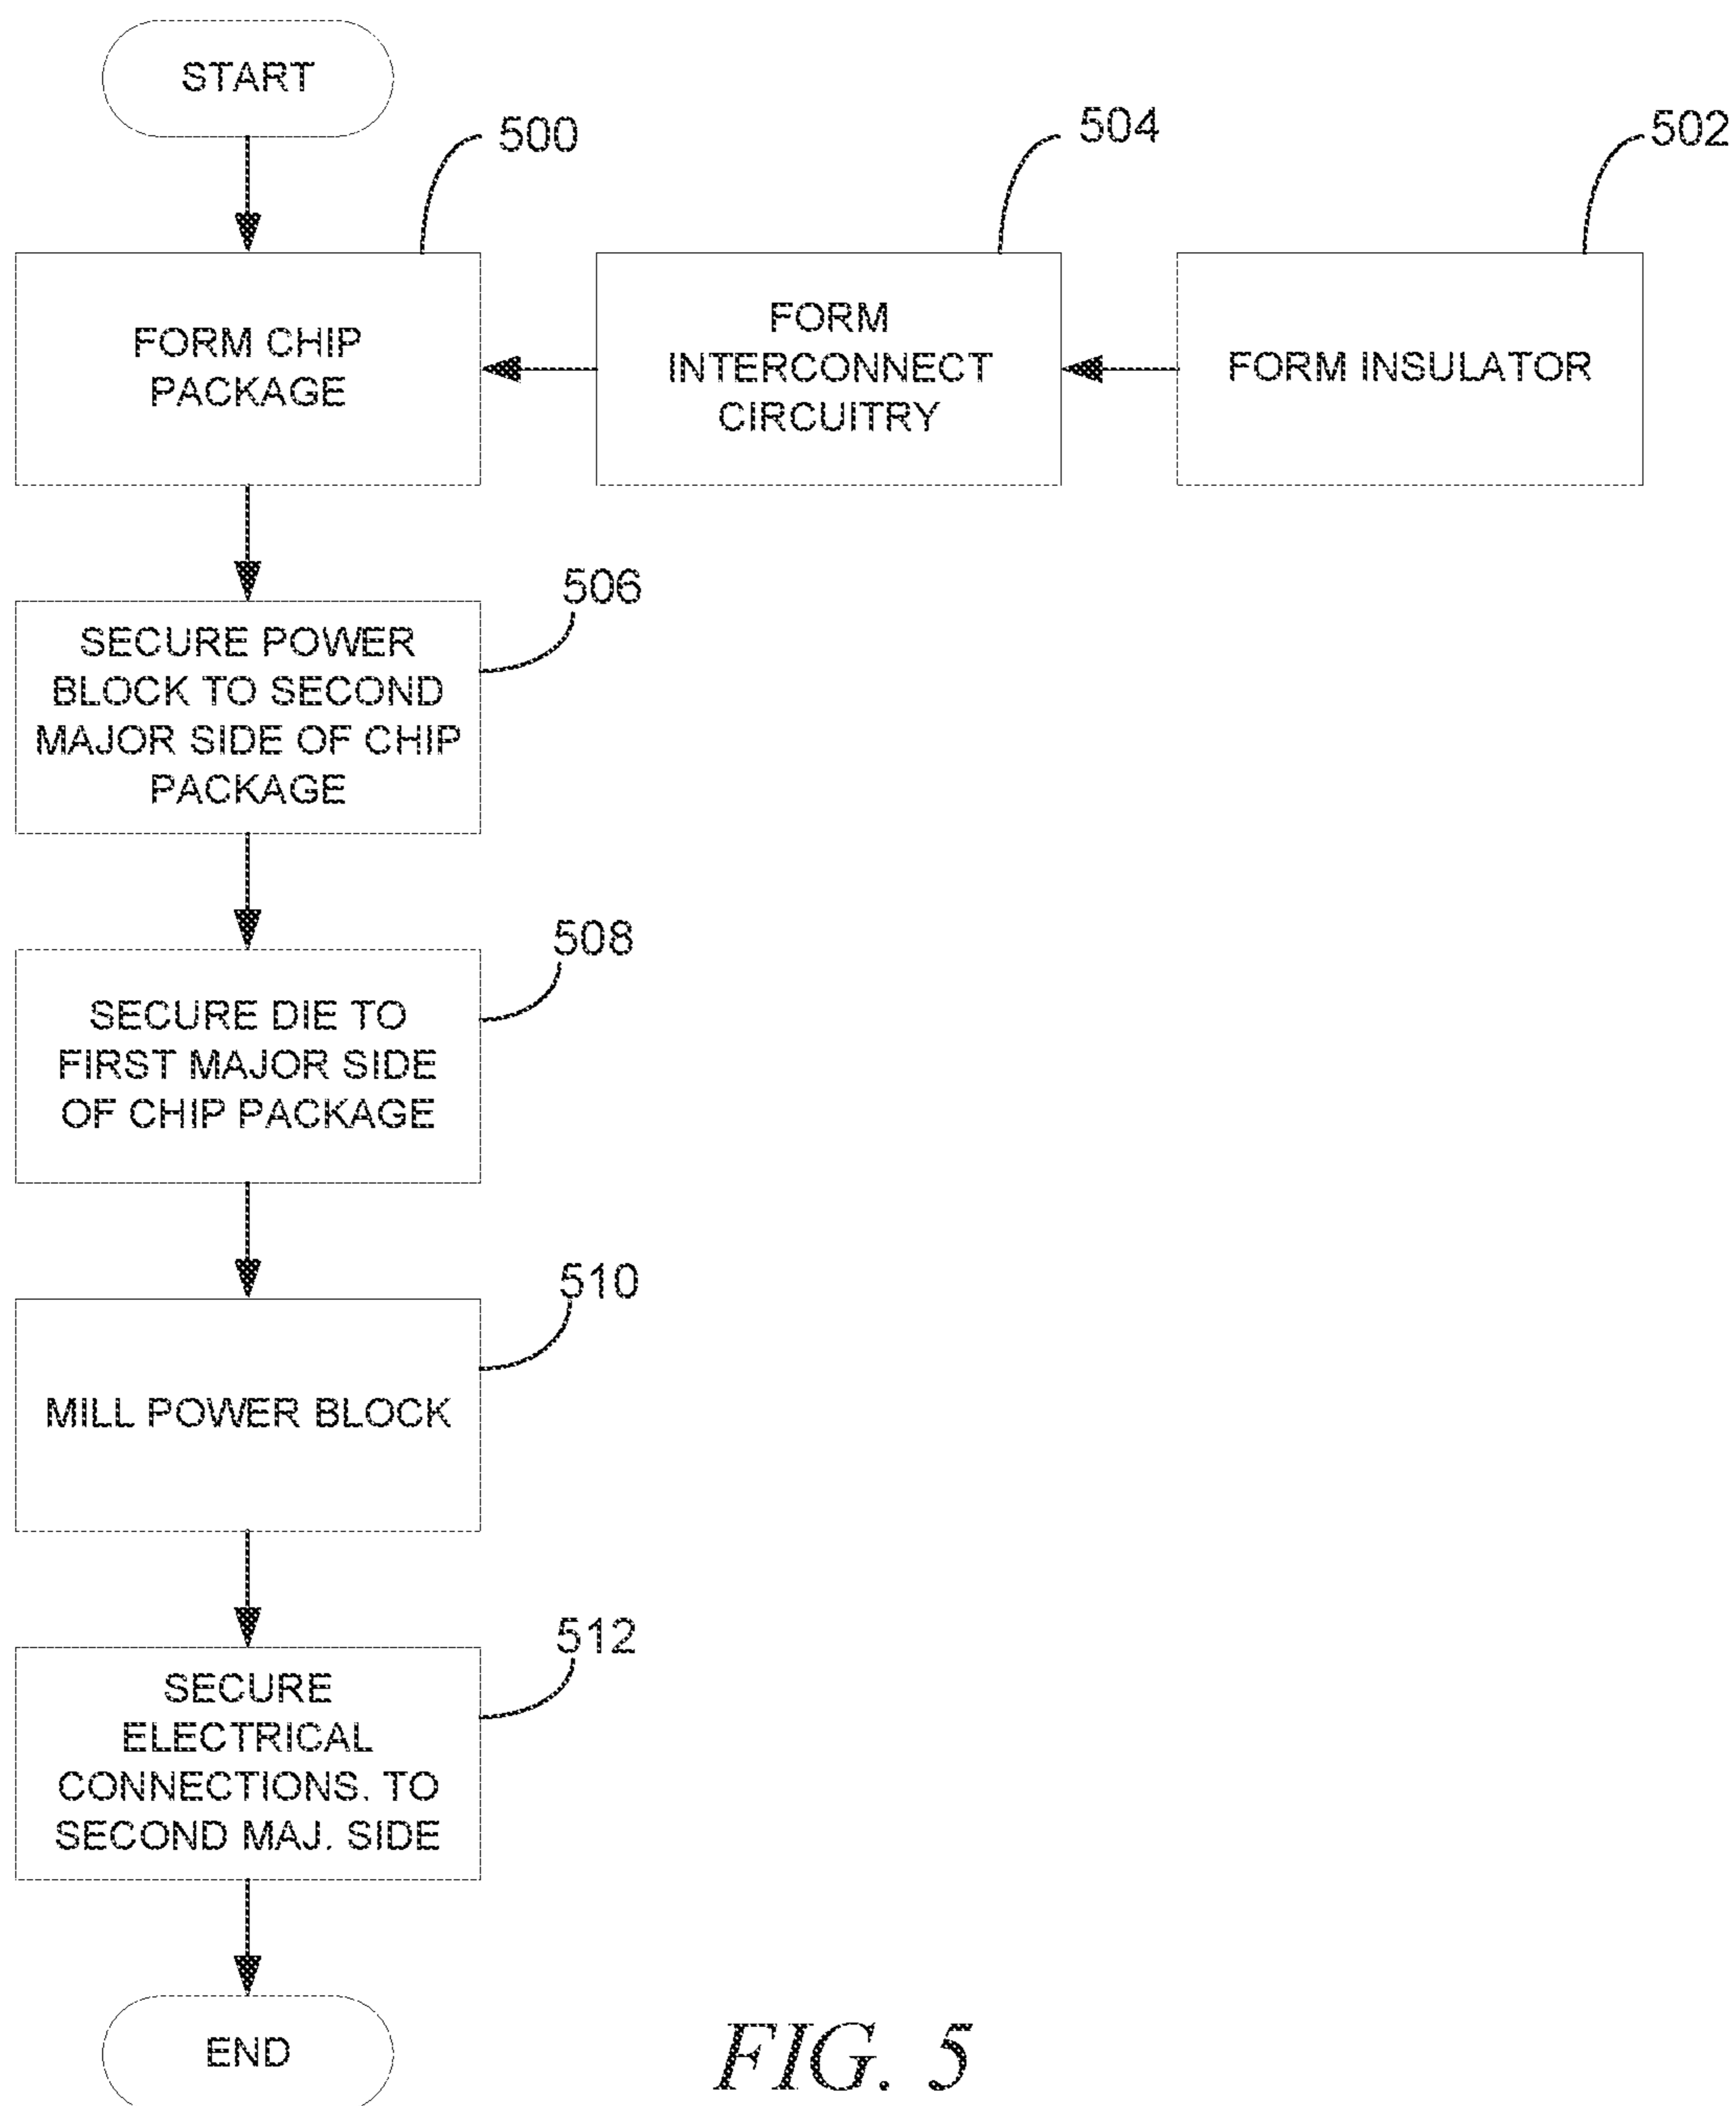 START
500
504
502
FORM CHIP
PACKAGE
FORM
INTERCONNECT
CIRCUITRY
FORM INSULATOR
506
SECURE POWER
BLOCK TO SECOND
MAJOR SIDE OF CHIP
PACKAGE
508
SECURE DIE TO
FIRST MAJOR SIDE
OF CHIP PACKAGE
510
MILL POWER BLOCK
512
SECURE
ELECTRICAL
CONNECTIONS. TO
SECOND MAJ. SIDE
END
FIG. 5